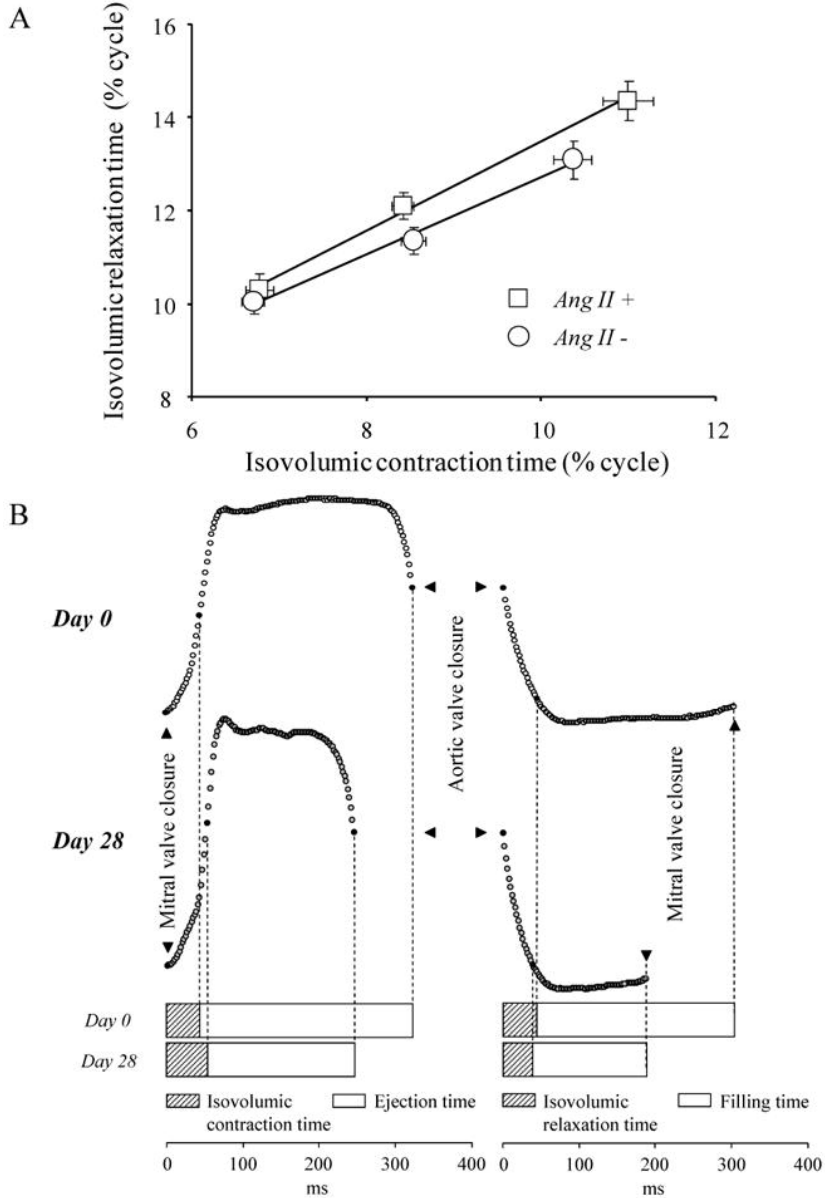 A
Isovolumic relaxation time (% cycle)
16
14
12
10
8
6
8
10
12
Isovolumic contraction time (% cycle)
Ang II +
Ang II -
B
Day 0
Day 28
Mitral valve closure
Aortic valve closure
Mitral valve closure
Day 0
Day 28
Isovolumic
contraction time
Ejection time
Isovolumic
relaxation time
Filling time
0
100
200
300
400
ms
0
100
200
300
400
ms